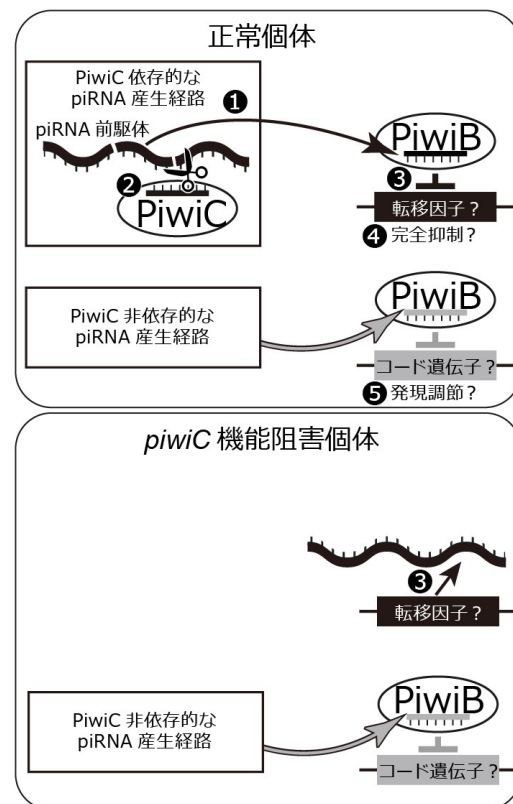 正常個体
PiwiC 依存的な
piRNA 産生経路
❶
piRNA 前駆体
PiwiB
❷
❸
PiwiC
転移因子？
❹ 完全抑制？
PiwiB
PiwiC 非依存的な
piRNA 産生経路
コード遺伝子？
❺ 発現調節？
piwiC 機能阻害個体
❸
転移因子？
PiwiB
PiwiC 非依存的な
piRNA 産生経路
コード遺伝子？